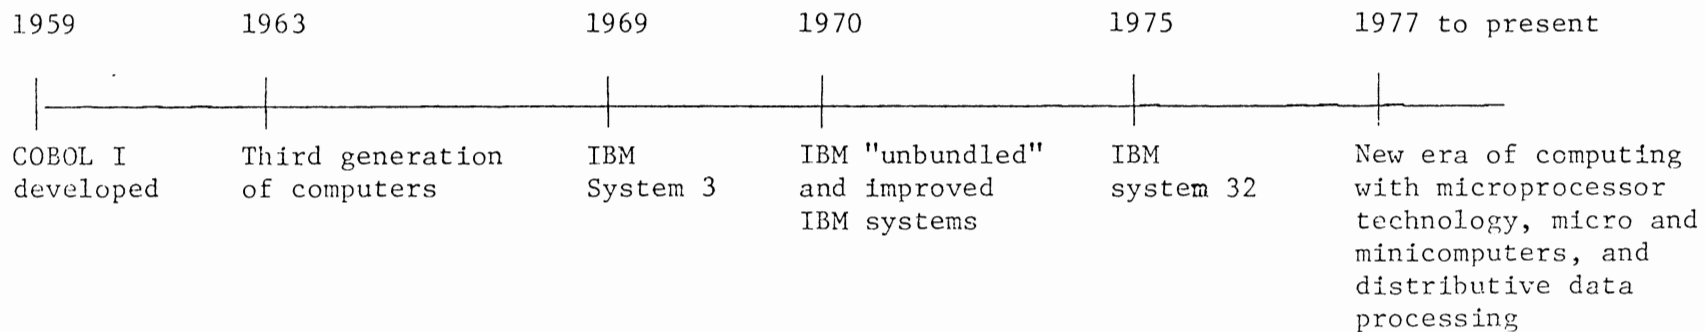 1959 1963 1969 1970 1975 1977 to present
COBOL I
developed
Third generation
of computers
IBM
System 3
IBM "unbundled"
and improved
IBM systems
IBM
system 32
New era of computing
with microprocessor
technology, micro and
minicomputers, and
distributive data
processing